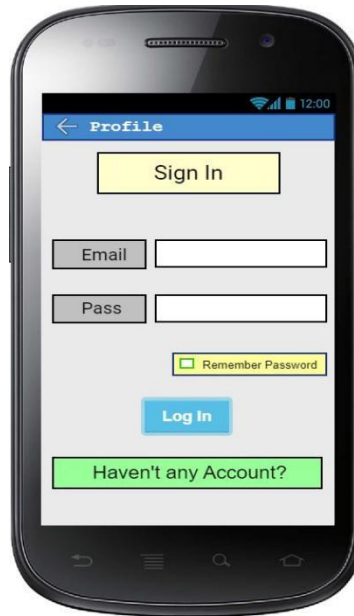 12:00
Profile
Sign In
Email
Pass
Remember Password
Log In
Haven't any Account?